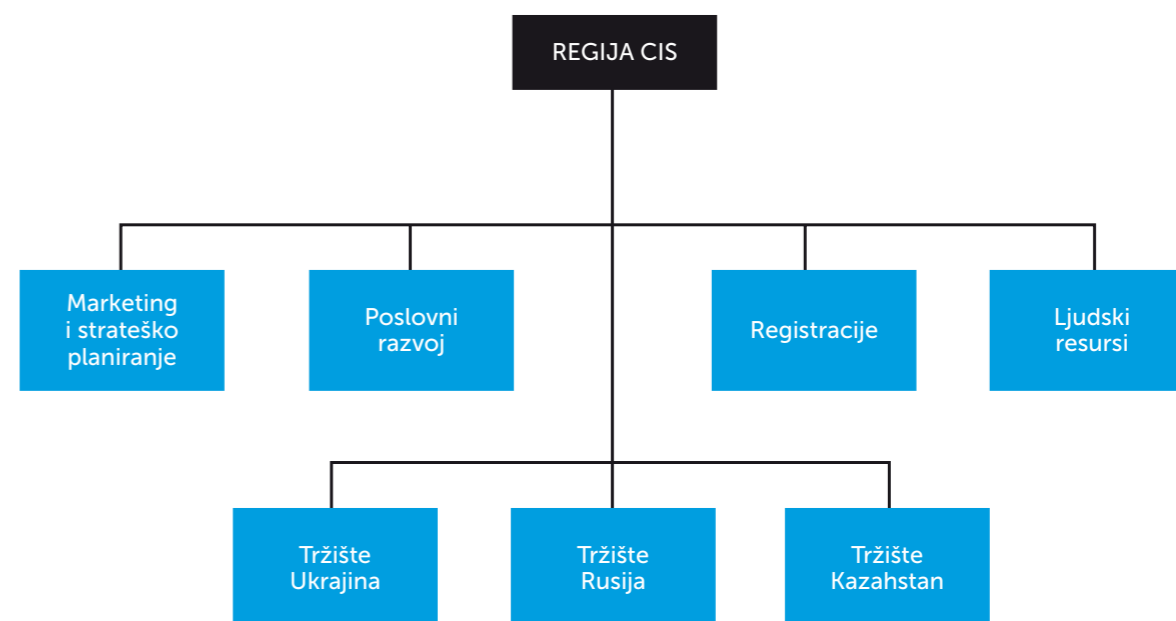 REGIJA CIS
Marketing
i strateško
planiranje
Poslovni
razvoj
Registracije
Ljudski
resursi
Tržište
Ukrajina
Tržište
Rusija
Tržište
Kazahstan